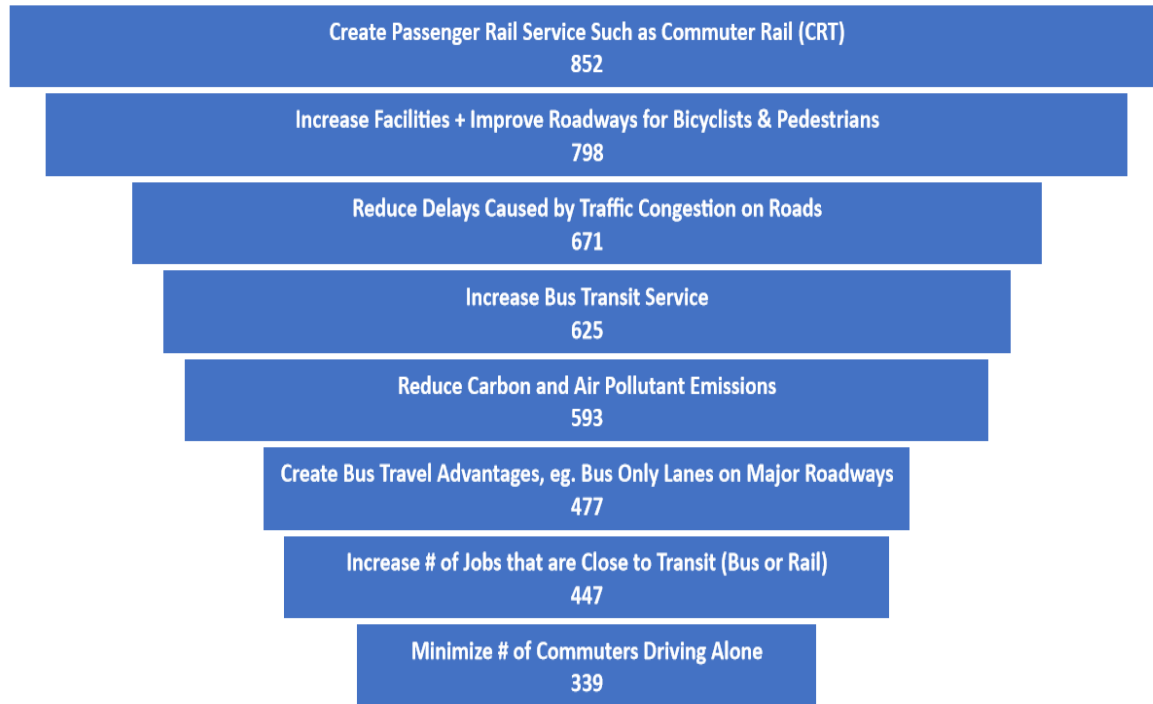 Create Passenger Rail Service Such as Commuter Rail (CRT)
852
Increase Facilities + Improve Roadways for Bicyclists & Pedestrians
798
Reduce Delays Caused by Traffic Congestion on Roads
671
Increase Bus Transit Service
625
Reduce Carbon and Air Pollutant Emissions
593
Create Bus Travel Advantages, eg. Bus Only Lanes on Major Roadways
477
Increase # of Jobs that are Close to Transit (Bus or Rail)
447
Minimize # of Commuters Driving Alone
339